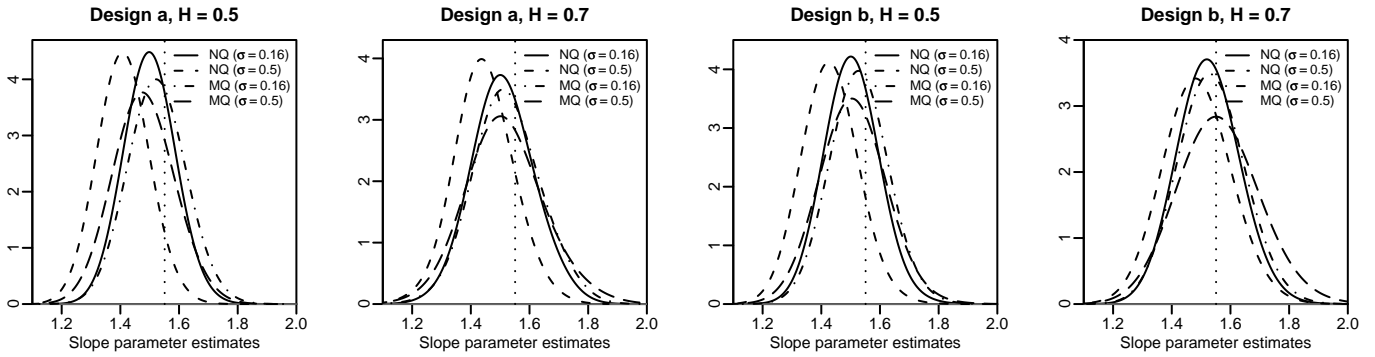 Design a, H = 0.5
4
3
2
1
0
NQ (σ = 0.16)
NQ (σ = 0.5)
MQ (σ = 0.16)
MQ (σ = 0.5)
1.2 1.4 1.6 1.8 2.0
Slope parameter estimates
Design a, H = 0.7
4
3
2
1
0
NQ (σ = 0.16)
NQ (σ = 0.5)
MQ (σ = 0.16)
MQ (σ = 0.5)
1.2 1.4 1.6 1.8 2.0
Slope parameter estimates
Design b, H = 0.5
4
3
2
1
0
NQ (σ = 0.16)
NQ (σ = 0.5)
MQ (σ = 0.16)
MQ (σ = 0.5)
1.2 1.4 1.6 1.8 2.0
Slope parameter estimates
Design b, H = 0.7
4
3
2
1
0
NQ (σ = 0.16)
NQ (σ = 0.5)
MQ (σ = 0.16)
MQ (σ = 0.5)
1.2 1.4 1.6 1.8 2.0
Slope parameter estimates